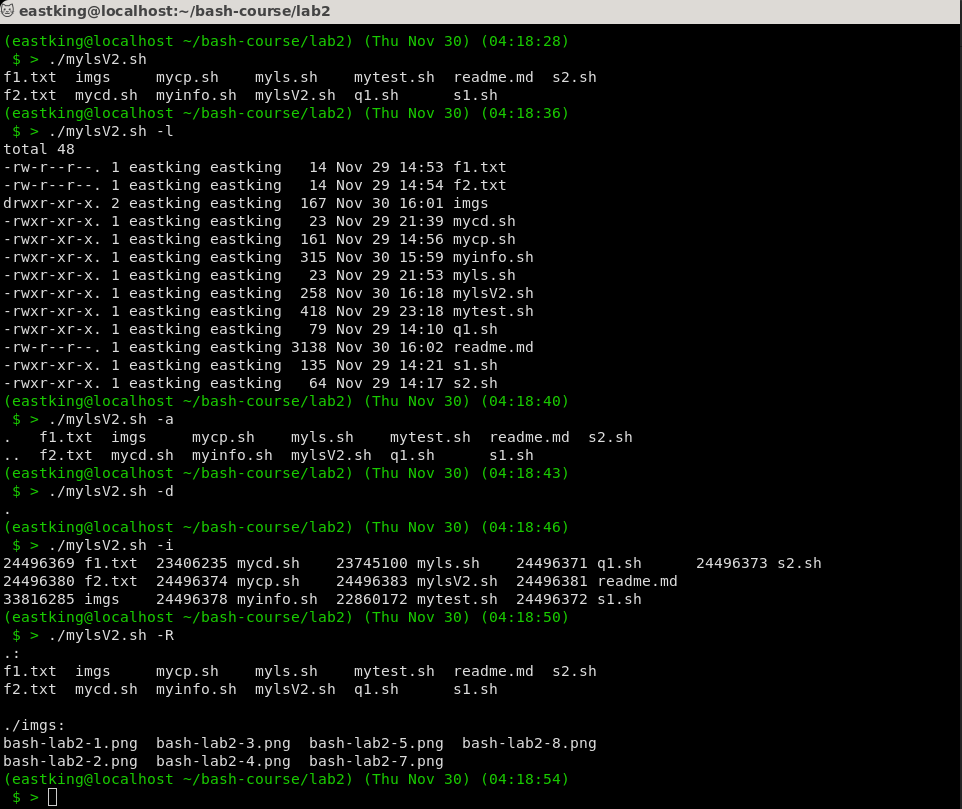 eastking@localhost:~/bash-course/lab2
(eastking@localhost ~/bash-course/lab2) (Thu Nov 30) (04:18:28)
 $ > ./mylsV2.sh
f1.txt  imgs     mycp.sh    myls.sh    mytest.sh  readme.md  s2.sh
f2.txt  mycd.sh  myinfo.sh  mylsV2.sh  q1.sh      s1.sh
(eastking@localhost ~/bash-course/lab2) (Thu Nov 30) (04:18:36)
 $ > ./mylsV2.sh -l
total 48
-rw-r--r--. 1 eastking eastking   14 Nov 29 14:53 f1.txt
-rw-r--r--. 1 eastking eastking   14 Nov 29 14:54 f2.txt
drwxr-xr-x. 2 eastking eastking  167 Nov 30 16:01 imgs
-rwxr-xr-x. 1 eastking eastking   23 Nov 29 21:39 mycd.sh
-rwxr-xr-x. 1 eastking eastking  161 Nov 29 14:56 mycp.sh
-rwxr-xr-x. 1 eastking eastking  315 Nov 30 15:59 myinfo.sh
-rwxr-xr-x. 1 eastking eastking   23 Nov 29 21:53 myls.sh
-rwxr-xr-x. 1 eastking eastking  258 Nov 30 16:18 mylsV2.sh
-rwxr-xr-x. 1 eastking eastking  418 Nov 29 23:18 mytest.sh
-rwxr-xr-x. 1 eastking eastking   79 Nov 29 14:10 q1.sh
-rw-r--r--. 1 eastking eastking 3138 Nov 30 16:02 readme.md
-rwxr-xr-x. 1 eastking eastking  135 Nov 29 14:21 s1.sh
-rwxr-xr-x. 1 eastking eastking   64 Nov 29 14:17 s2.sh
(eastking@localhost ~/bash-course/lab2) (Thu Nov 30) (04:18:40)
 $ > ./mylsV2.sh -a
.   f1.txt  imgs     mycp.sh    myls.sh    mytest.sh  readme.md  s2.sh
..  f2.txt  mycd.sh  myinfo.sh  mylsV2.sh  q1.sh      s1.sh
(eastking@localhost ~/bash-course/lab2) (Thu Nov 30) (04:18:43)
 $ > ./mylsV2.sh -d
.
(eastking@localhost ~/bash-course/lab2) (Thu Nov 30) (04:18:46)
 $ > ./mylsV2.sh -i
24496369 f1.txt  23406235 mycd.sh    23745100 myls.sh    24496371 q1.sh      24496373 s2.sh
24496380 f2.txt  24496374 mycp.sh    24496383 mylsV2.sh  24496381 readme.md
33816285 imgs    24496378 myinfo.sh  22860172 mytest.sh  24496372 s1.sh
(eastking@localhost ~/bash-course/lab2) (Thu Nov 30) (04:18:50)
 $ > ./mylsV2.sh -R
.:
f1.txt  imgs     mycp.sh    myls.sh    mytest.sh  readme.md  s2.sh
f2.txt  mycd.sh  myinfo.sh  mylsV2.sh  q1.sh      s1.sh

./imgs:
bash-lab2-1.png  bash-lab2-3.png  bash-lab2-5.png  bash-lab2-8.png
bash-lab2-2.png  bash-lab2-4.png  bash-lab2-7.png
(eastking@localhost ~/bash-course/lab2) (Thu Nov 30) (04:18:54)
 $ >